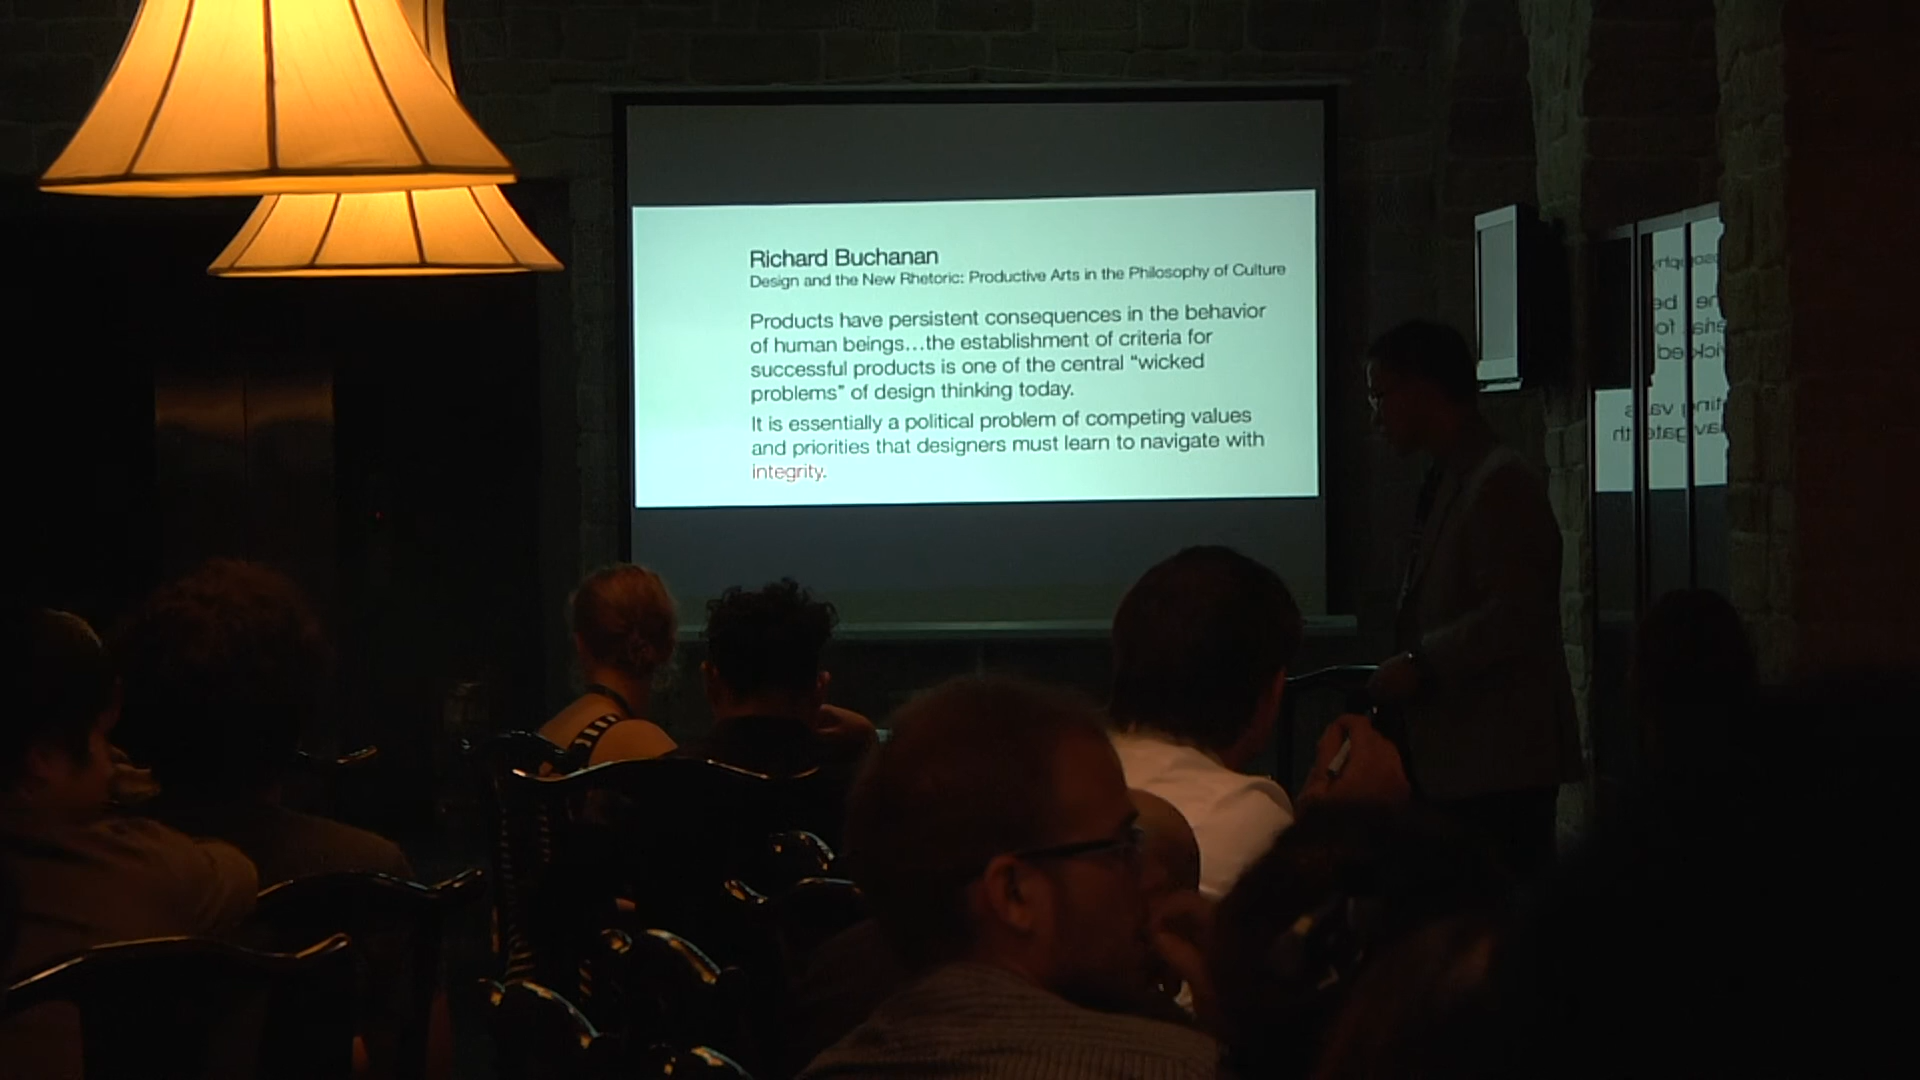 Richard Buchanan
Design and the New Rhetoric: Productive Arts in the Philosophy of Culture
Products have persistent consequences in the behavior
of human beings...the establishment of criteria for
successful products is one of the central "wicked
problems" of design thinking today.
It is essentially a political problem of competing values
and priorities that designers must learn to navigate with
integrity.